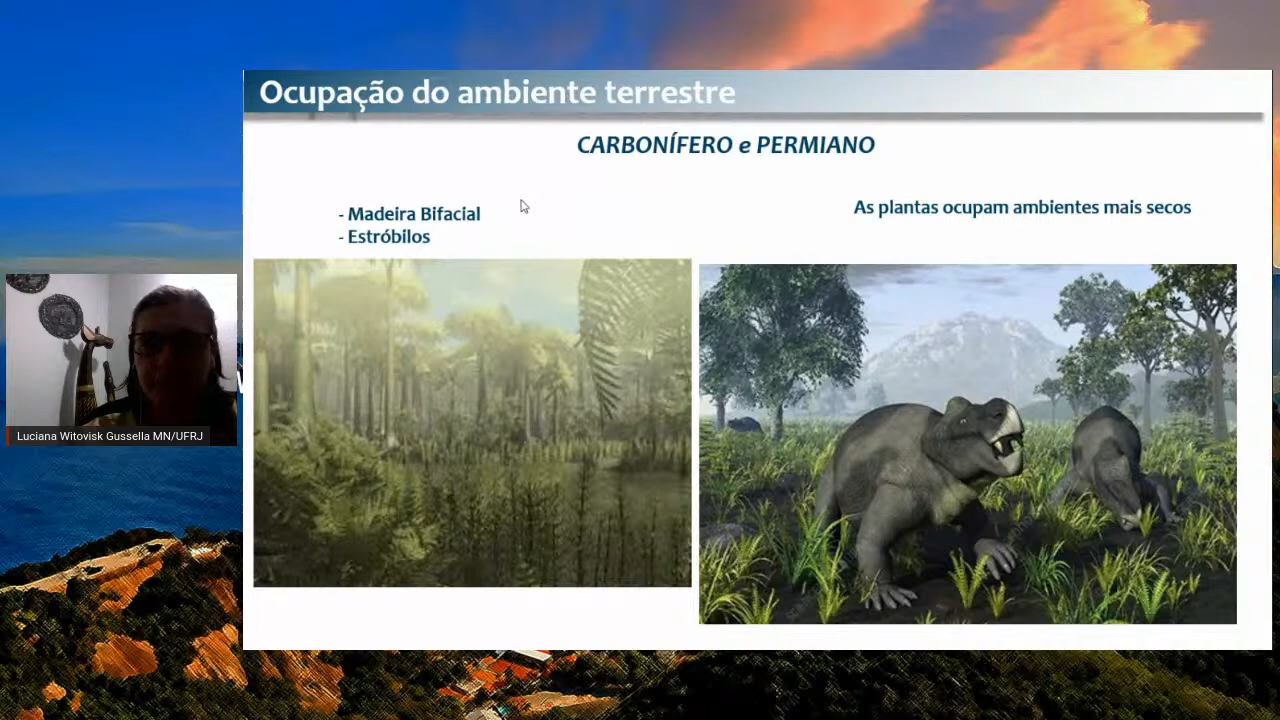 Ocupação do ambiente terrestre
CARBONÍFERO e PERMIANO
- Madeira Bifacial
- Estróbilos
As plantas ocupam ambientes mais secos
Luciana Witovisk Gussella MN/UFRJ